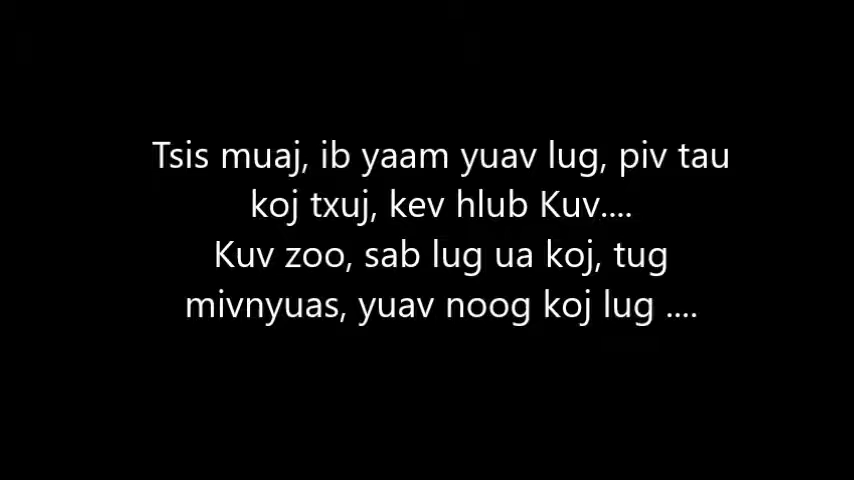 Tsis muaj, ib yaam yuav lug, piv tau
koj txuj, kev hlub Kuv....
Kuv zoo, sab lug ua koj, tug
mivnyuas, yuav noog koj lug ....